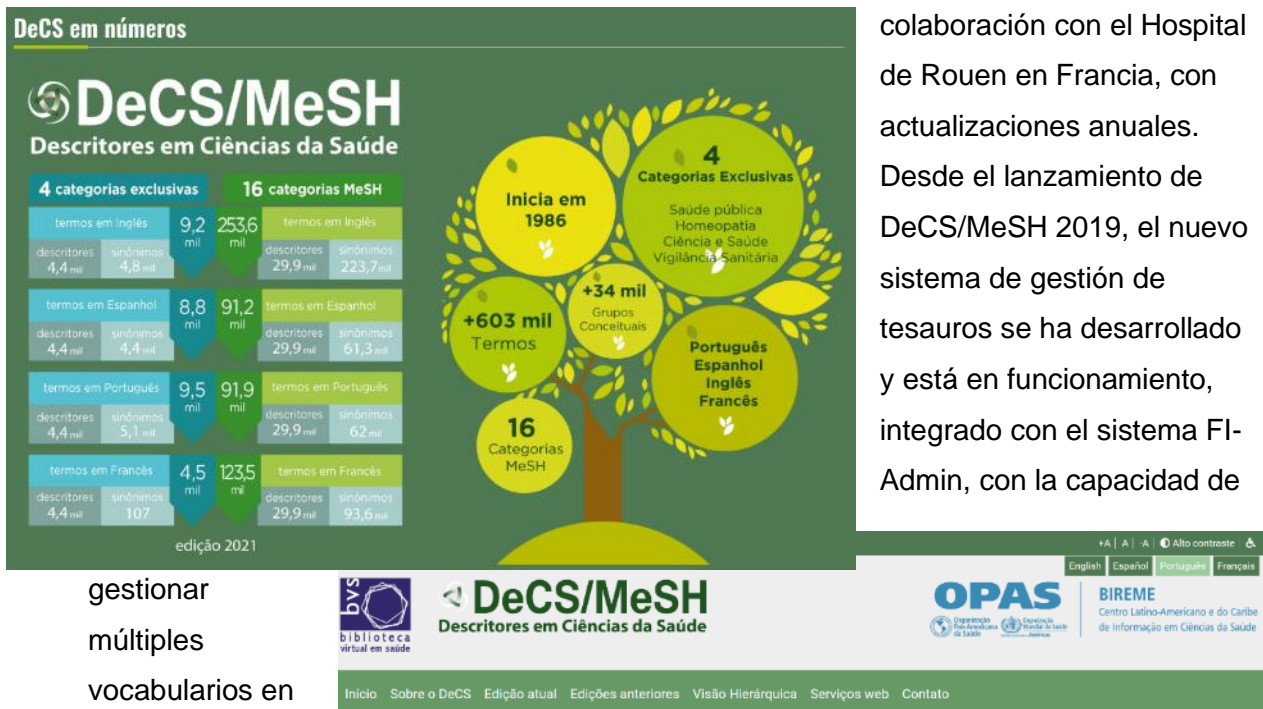 DeCS em números
DeCS/MeSH
Descritores em Ciências da Saúde
4 categorias exclusivas
16 categorias MeSH
termos em Inglês
9,2 mil
253,6 mil
termos em Inglês
descritores 4,4 mil
sinônimos 4,8 mil
descritores 29,9 mil
sinônimos 223,7 mil
termos em Espanhol
8,8 mil
91,2 mil
termos em Espanhol
descritores 4,4 mil
sinônimos 4,4 mil
descritores 29,9 mil
sinônimos 61,3 mil
termos em Português
9,5 mil
91,9 mil
termos em Português
descritores 4,4 mil
sinônimos 5,1 mil
descritores 29,9 mil
sinônimos 62 mil
termos em Francês
4,5 mil
123,5 mil
termos em Francês
descritores 4,4 mil
sinônimos 107
descritores 29,9 mil
sinônimos 93,6 mil
edição 2021
Inicia em
1986
4
Categorias Exclusivas
Saúde pública
Homeopatia
Ciência e Saúde
Vigilância Sanitária
+34 mil
Grupos
Conceituais
+603 mil
Termos
Português
Espanhol
Inglês
Francês
16
Categorias
MeSH
colaboración con el Hospital
de Rouen en Francia, con
actualizaciones anuales.
Desde el lanzamiento de
DeCS/MeSH 2019, el nuevo
sistema de gestión de
tesauros se ha desarrollado
y está en funcionamiento,
integrado con el sistema FI-
Admin, con la capacidad de
gestionar
múltiples
vocabularios en
+A | A | -A | Alto contraste
English Español Português Français
bvs
biblioteca
virtual em saúde
DeCS/MeSH
Descritores em Ciências da Saúde
OPAS
Organização
Pan-Americana
da Saúde
Organização
Mundial da Saúde
Américas
BIREME
Centro Latino-Americano e do Caribe
de Informação em Ciências da Saúde
Início Sobre o DeCS Edição atual Edições anteriores Visão Hierárquica Serviços web Contato